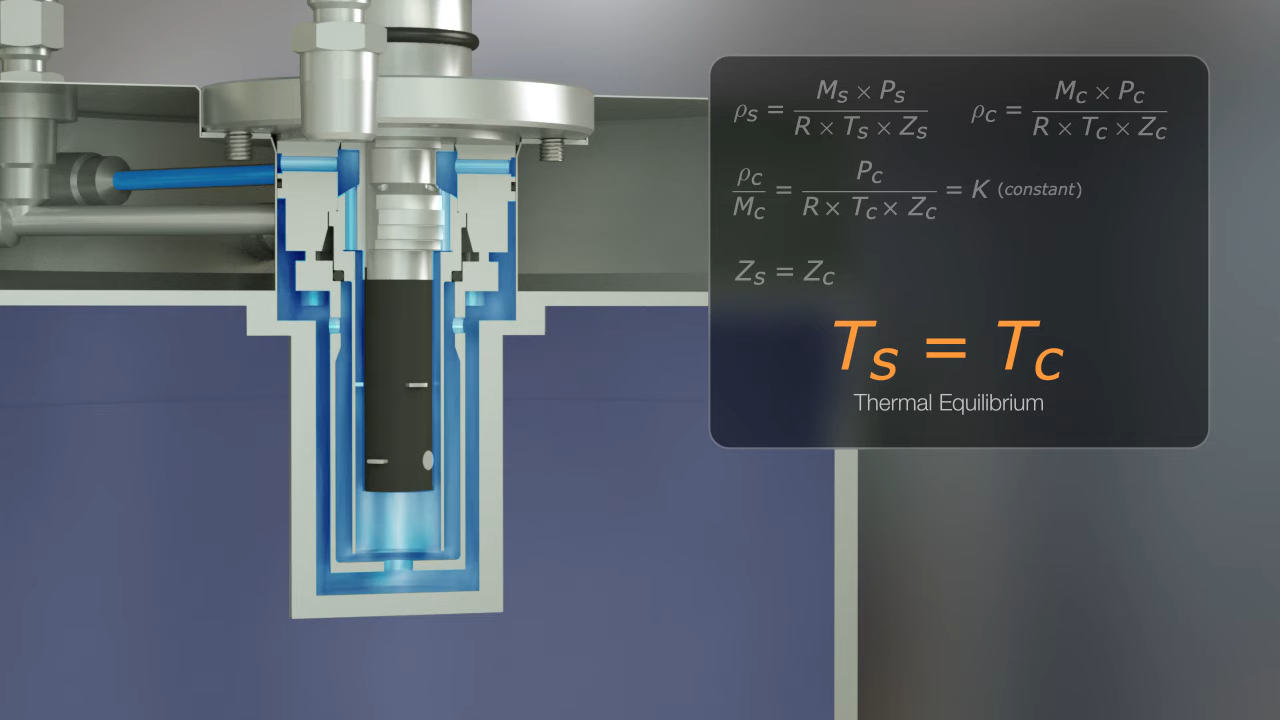 ρS = MS × PS / R × TS × ZS    ρC = MC × PC / R × TC × ZC
ρC / MC = PC / R × TC × ZC = K (constant)
ZS = ZC
TS = TC
Thermal Equilibrium